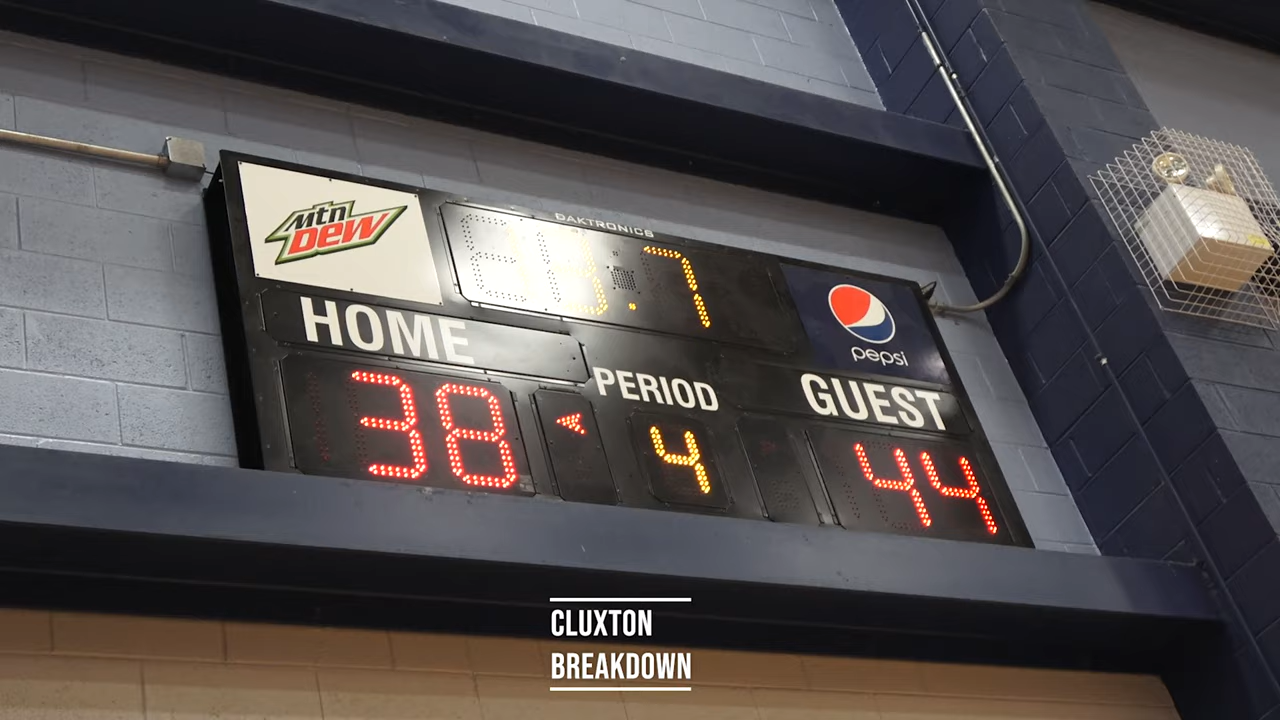 DAKTRONICS
mtn
DEW
pepsi
HOME
PERIOD
GUEST
38
4
44
CLUXTON
BREAKDOWN